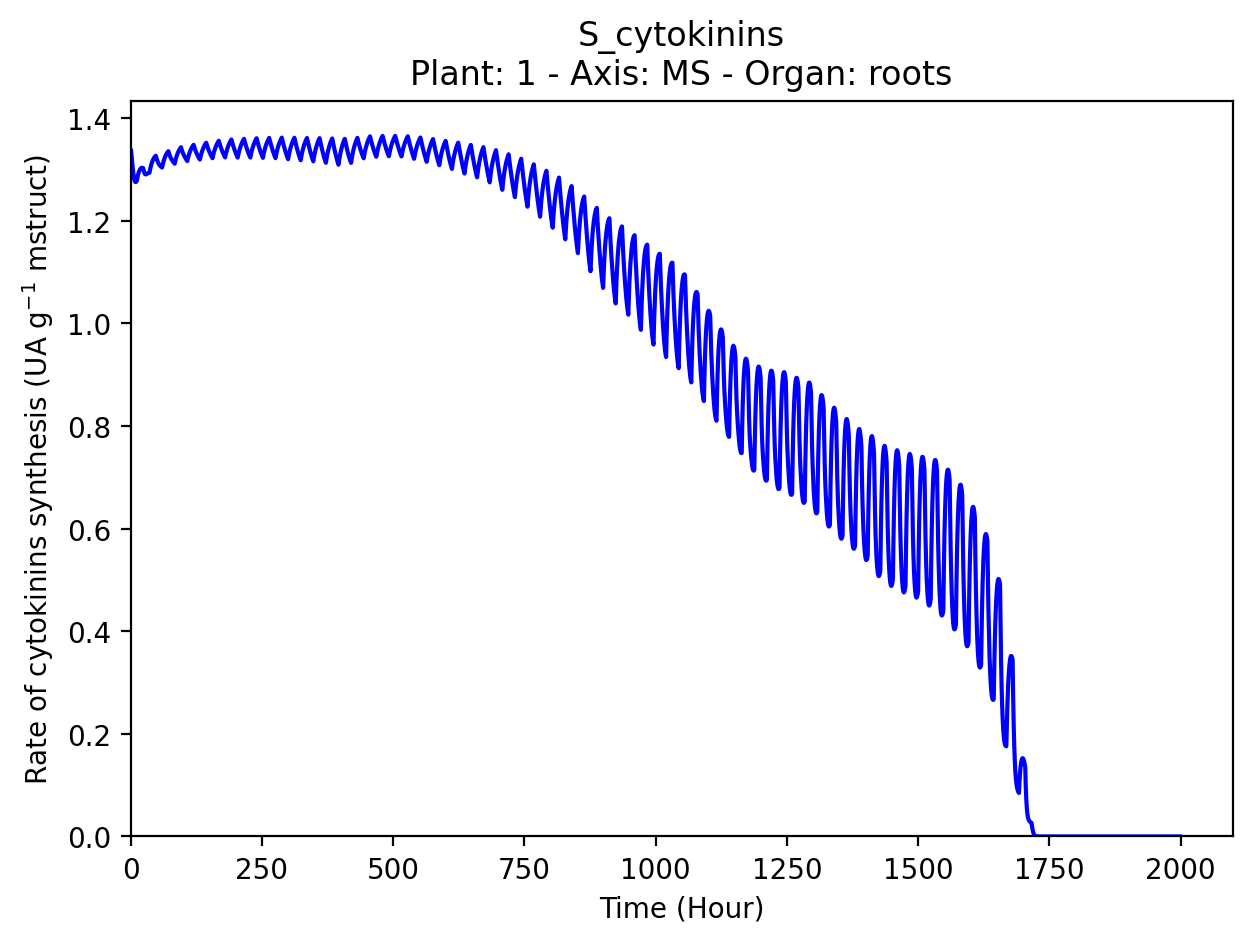 S_cytokinins
Plant: 1 - Axis: MS - Organ: roots
Rate of cytokinins synthesis (UA g⁻¹ mstruct)
1.4
1.2
1.0
0.8
0.6
0.4
0.2
0.0
0 250 500 750 1000 1250 1500 1750 2000
Time (Hour)